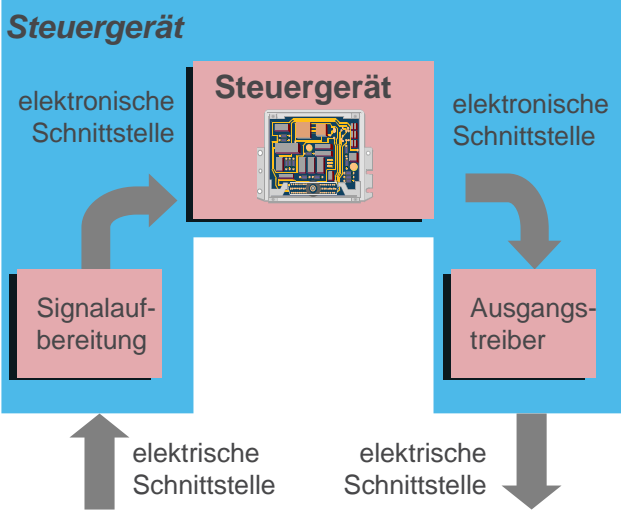 Steuergerät
Steuergerät
elektronische
Schnittstelle
elektronische
Schnittstelle
Signalauf-
bereitung
Ausgangs-
treiber
elektrische
Schnittstelle
elektrische
Schnittstelle